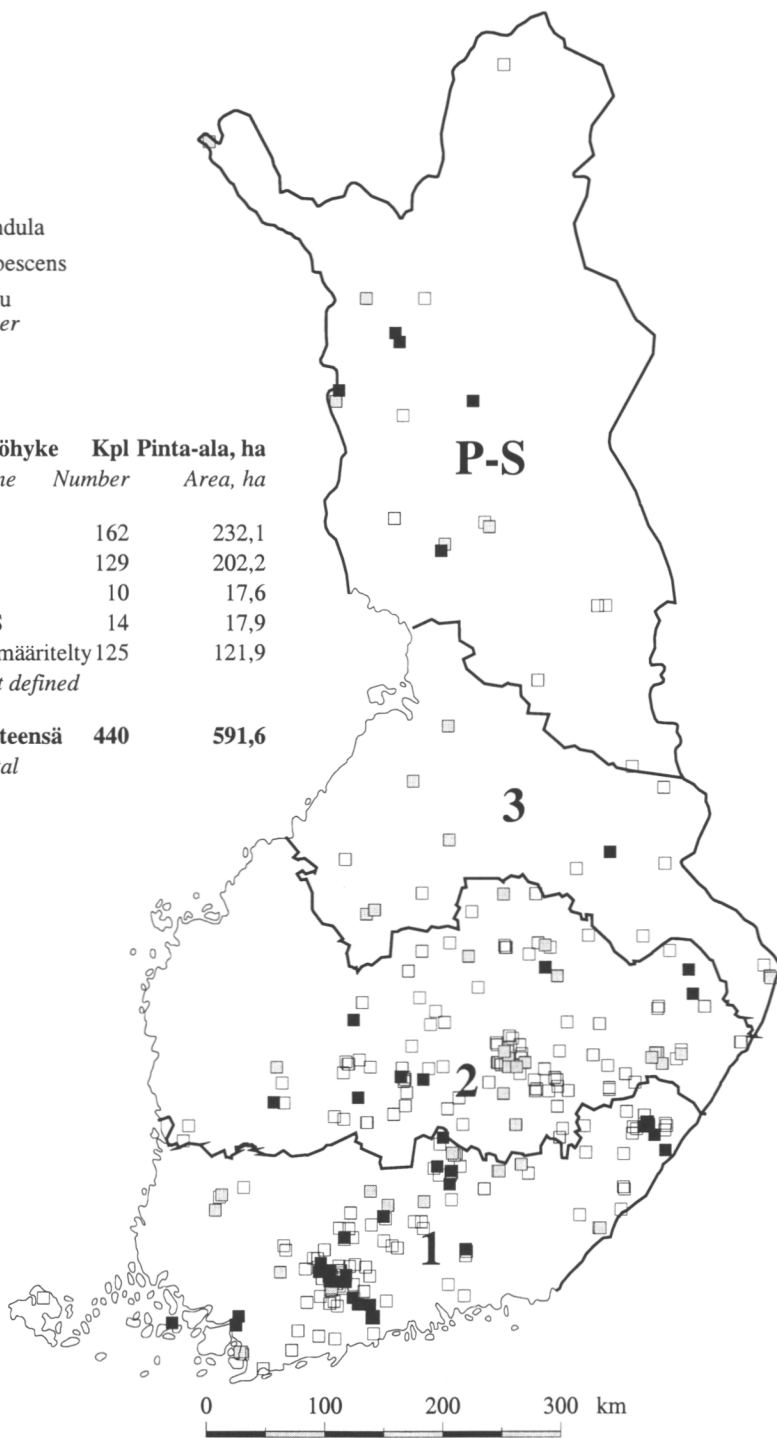 ndula
bescens
u
er
öhyke Kpl Pinta-ala, ha
ne Number Area, ha
162 232,1
129 202,2
10 17,6
S 14 17,9
määritelty 125 121,9
t defined
teensä 440 591,6
tal
P-S
3
2
1
0 100 200 300 km